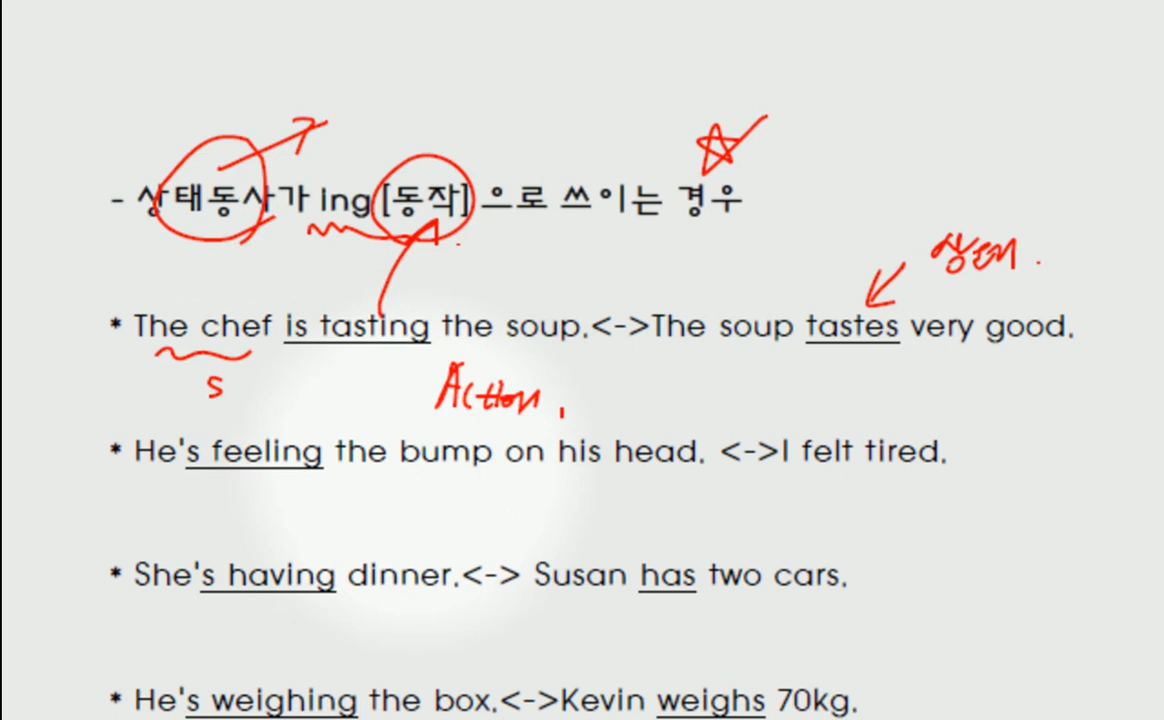 - 상태동사가 ing[동작]으로 쓰이는 경우
상태.
* The chef is tasting the soup.<->The soup tastes very good.
s
Action,
* He's feeling the bump on his head. <->I felt tired.
* She's having dinner.<-> Susan has two cars.
* He's weighing the box.<->Kevin weighs 70kg.